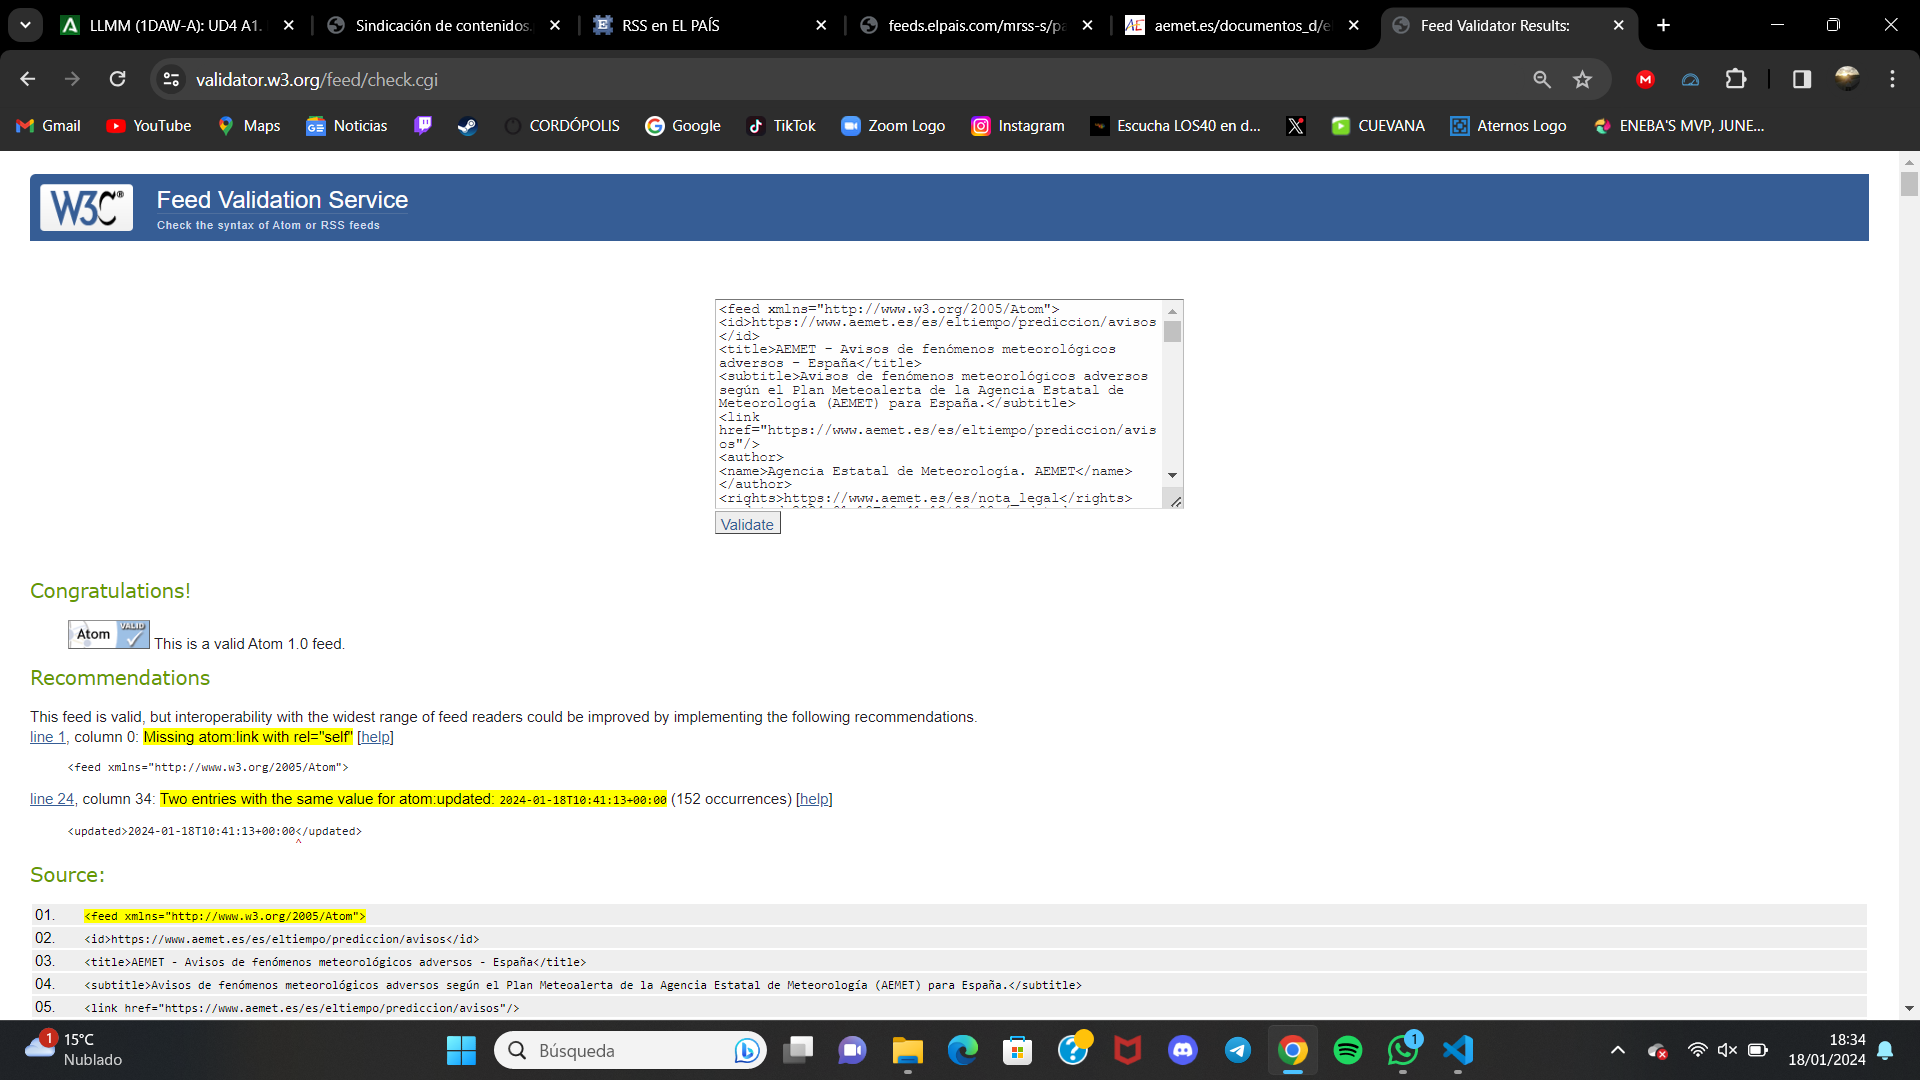 LLMM (1DAW-A): UD4 A1.
Sindicación de contenidos.
RSS en EL PAÍS
feeds.elpais.com/mrss-s/pa
aemet.es/documentos_d/el
Feed Validator Results:
validator.w3.org/feed/check.cgi
Gmail
YouTube
Maps
Noticias
CORDÓPOLIS
Google
TikTok
Zoom Logo
Instagram
Escucha LOS40 en d...
CUEVANA
Aternos Logo
ENEBA'S MVP, JUNE...
W3C®
Feed Validation Service
Check the syntax of Atom or RSS feeds
<feed xmlns="http://www.w3.org/2005/Atom">
<id>https://www.aemet.es/es/eltiempo/prediccion/avisos
</id>
<title>AEMET - Avisos de fenómenos meteorológicos
adversos - España</title>
<subtitle>Avisos de fenómenos meteorológicos adversos
según el Plan Meteoalerta de la Agencia Estatal de
Meteorología (AEMET) para España.</subtitle>
<link
href="https://www.aemet.es/es/eltiempo/prediccion/avis
os"/>
<author>
<name>Agencia Estatal de Meteorología. AEMET</name>
</author>
<rights>https://www.aemet.es/es/nota_legal</rights>
Validate
Congratulations!
Atom VALID This is a valid Atom 1.0 feed.
Recommendations
This feed is valid, but interoperability with the widest range of feed readers could be improved by implementing the following recommendations.
line 1, column 0: Missing atom:link with rel="self" [help]
<feed xmlns="http://www.w3.org/2005/Atom">
line 24, column 34: Two entries with the same value for atom:updated: 2024-01-18T10:41:13+00:00 (152 occurrences) [help]
<updated>2024-01-18T10:41:13+00:00</updated>
^
Source:
01. <feed xmlns="http://www.w3.org/2005/Atom">
02. <id>https://www.aemet.es/es/eltiempo/prediccion/avisos</id>
03. <title>AEMET - Avisos de fenómenos meteorológicos adversos - España</title>
04. <subtitle>Avisos de fenómenos meteorológicos adversos según el Plan Meteoalerta de la Agencia Estatal de Meteorología (AEMET) para España.</subtitle>
05. <link href="https://www.aemet.es/es/eltiempo/prediccion/avisos"/>
1
15°C
Nublado
Búsqueda
1
18:34
18/01/2024